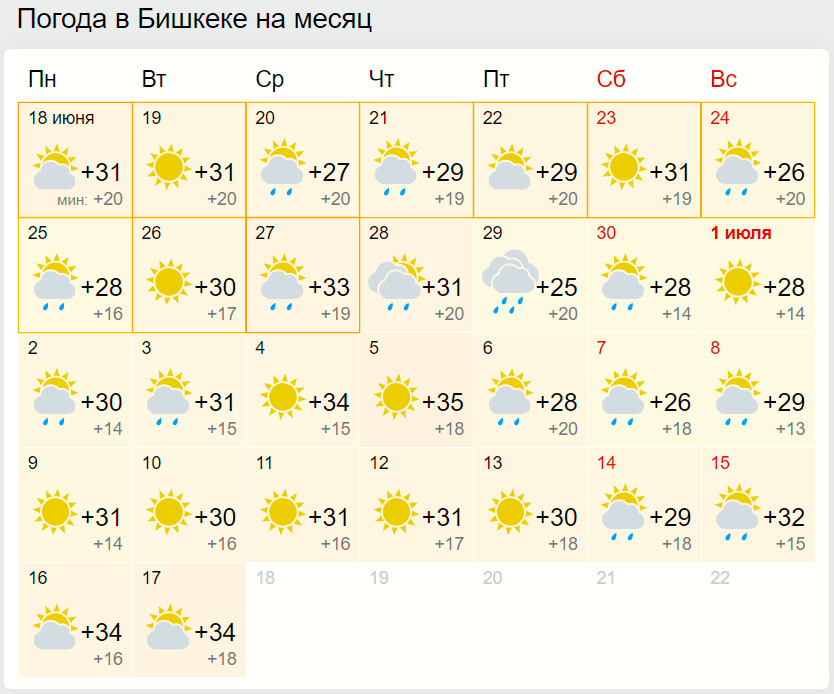 Погода в Бишкеке на месяц
Пн Вт Ср Чт Пт Сб Вс
18 июня 19 20 21 22 23 24
+31 +31 +27 +29 +29 +31 +26
мин: +20 +20 +20 +19 +20 +19 +20
25 26 27 28 29 30 1 июля
+28 +30 +33 +31 +25 +28 +28
+16 +17 +19 +20 +20 +14 +14
2 3 4 5 6 7 8
+30 +31 +34 +35 +28 +26 +29
+14 +15 +15 +18 +20 +18 +13
9 10 11 12 13 14 15
+31 +30 +31 +31 +30 +29 +32
+14 +16 +16 +17 +18 +18 +15
16 17 18 19 20 21 22
+34 +34
+16 +18